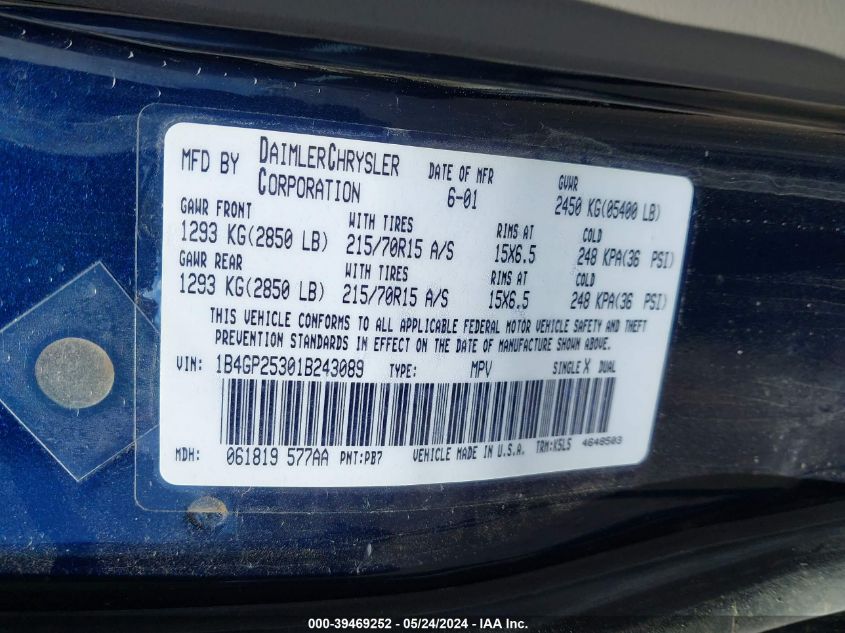 MFD BY DAIMLERCHRYSLER CORPORATION DATE OF MFR 6-01 GVWR 2450 KG(05400 LB)
GAWR FRONT WITH TIRES RIMS AT COLD
1293 KG(2850 LB) 215/70R15 A/S 15X6.5 248 KPA(36 PSI)
GAWR REAR WITH TIRES RIMS AT COLD
1293 KG(2850 LB) 215/70R15 A/S 15X6.5 248 KPA(36 PSI)
THIS VEHICLE CONFORMS TO ALL APPLICABLE FEDERAL MOTOR VEHICLE SAFETY AND THEFT
PREVENTION STANDARDS IN EFFECT ON THE DATE OF MANUFACTURE SHOWN ABOVE.
VIN: 1B4GP25301B243089 TYPE: MPV SINGLE X DUAL
MDH: 061819 577AA PNT:PB7 VEHICLE MADE IN U.S.A. TRM:K5L5 4648503
000-39469252 / 05/24/2024 / IAA Inc.